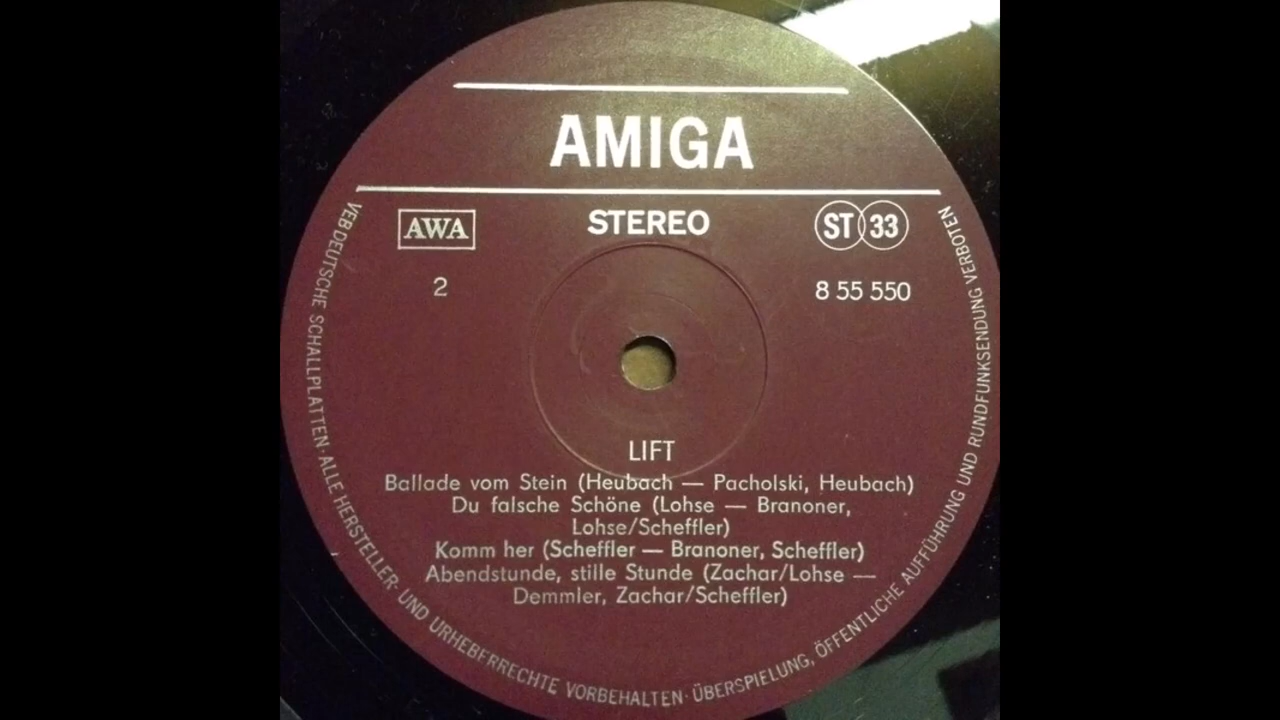 AMIGA
AWA
STEREO
ST 33
2
8 55 550
LIFT
Ballade vom Stein (Heubach — Pacholski, Heubach)
Du falsche Schöne (Lohse — Branoner,
Lohse/Scheffler)
Komm her (Scheffler — Branoner, Scheffler)
Abendstunde, stille Stunde (Zachar/Lohse —
Demmler, Zachar/Scheffler)
VEB DEUTSCHE SCHALLPLATTEN· ALLE HERSTELLER- UND URHEBERRECHTE VORBEHALTEN· ÜBERSPIELUNG, ÖFFENTLICHE AUFFÜHRUNG UND RUNDFUNKSENDUNG VERBOTEN